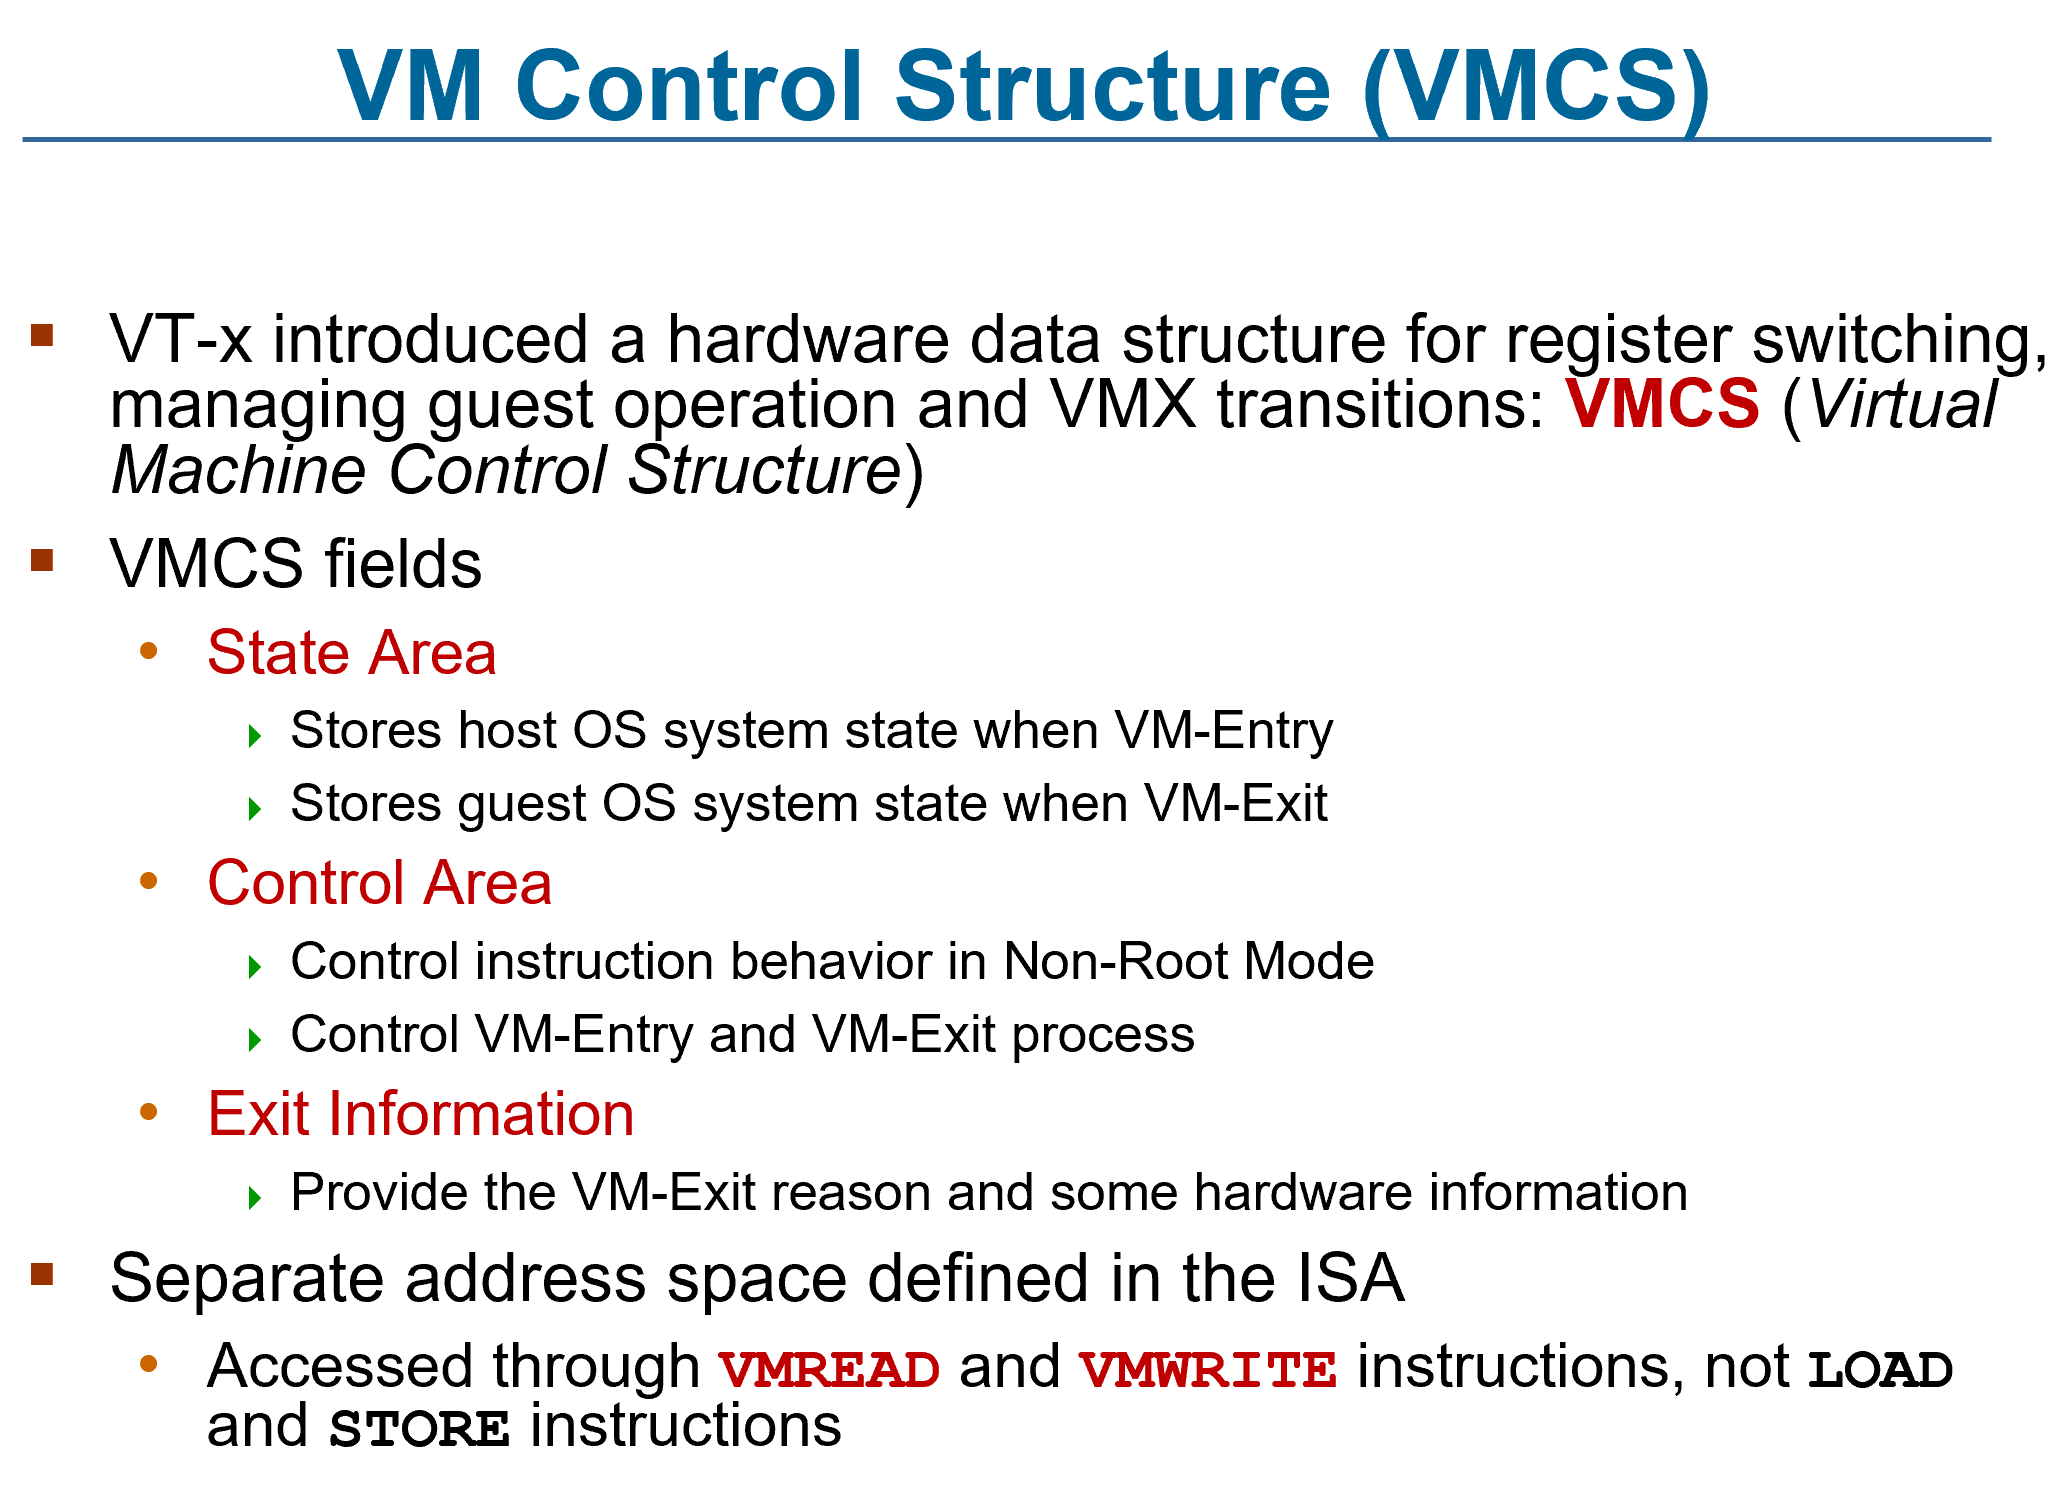 VM Control Structure (VMCS)
VT-x introduced a hardware data structure for register switching,
managing guest operation and VMX transitions: VMCS (Virtual
Machine Control Structure)
VMCS fields
State Area
Stores host OS system state when VM-Entry
Stores guest OS system state when VM-Exit
Control Area
Control instruction behavior in Non-Root Mode
Control VM-Entry and VM-Exit process
Exit Information
Provide the VM-Exit reason and some hardware information
Separate address space defined in the ISA
Accessed through VMREAD and VMWRITE instructions, not LOAD
and STORE instructions